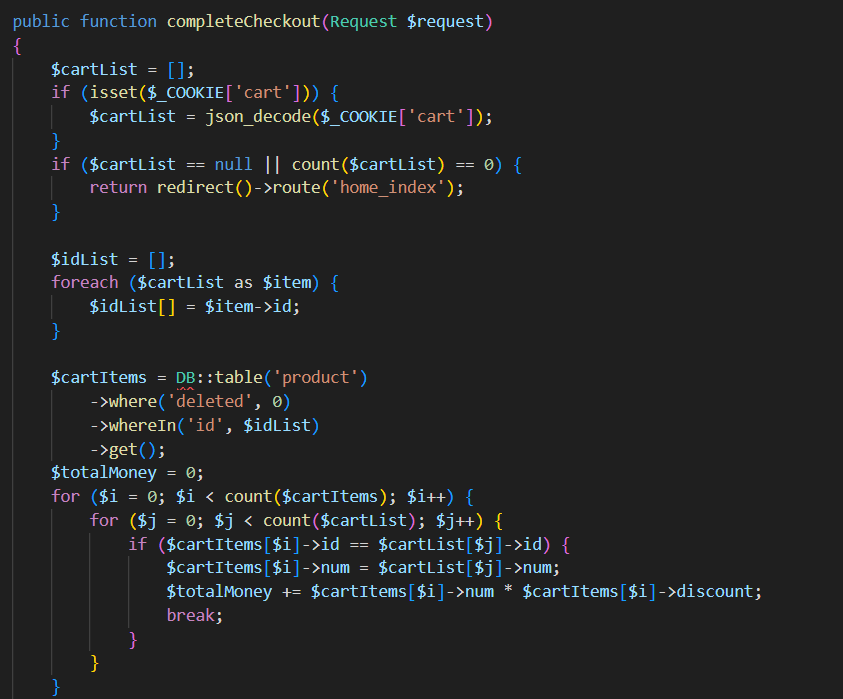 public function completeCheckout(Request $request)
{
    $cartList = [];
    if (isset($_COOKIE['cart'])) {
        $cartList = json_decode($_COOKIE['cart']);
    }
    if ($cartList == null || count($cartList) == 0) {
        return redirect()->route('home_index');
    }

    $idList = [];
    foreach ($cartList as $item) {
        $idList[] = $item->id;
    }

    $cartItems = DB::table('product')
        ->where('deleted', 0)
        ->whereIn('id', $idList)
        ->get();
    $totalMoney = 0;
    for ($i = 0; $i < count($cartItems); $i++) {
        for ($j = 0; $j < count($cartList); $j++) {
            if ($cartItems[$i]->id == $cartList[$j]->id) {
                $cartItems[$i]->num = $cartList[$j]->num;
                $totalMoney += $cartItems[$i]->num * $cartItems[$i]->discount;
                break;
            }
        }
    }